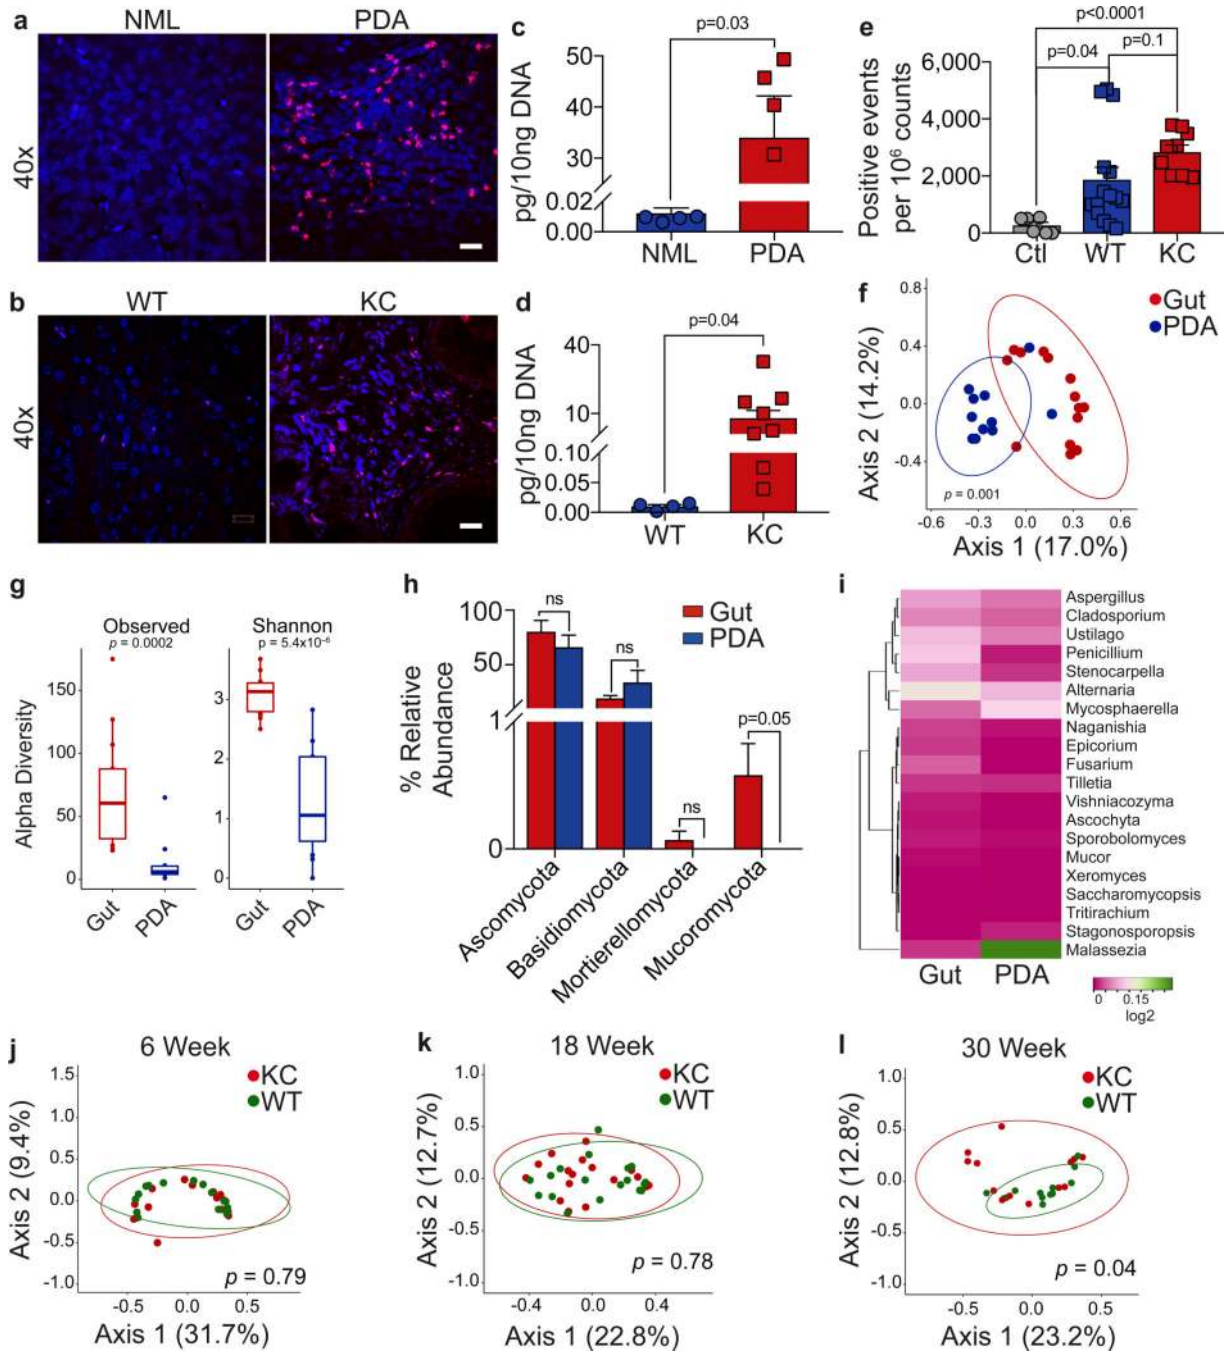 a
NML
PDA
40x
b
WT
KC
40x
c
p=0.03
pg/10ng DNA
50
40
30
0.02
0.00
NML
PDA
d
p=0.04
pg/10ng DNA
40
10
0.10
0.05
0.00
WT
KC
e
p<0.0001
p=0.04
p=0.1
Positive events
per 10⁶ counts
6,000
4,000
2,000
0
Ctl
WT
KC
f
Gut
PDA
Axis 2 (14.2%)
0.8
0.4
0.0
-0.4
p = 0.001
-0.6
-0.3
0.0
0.3
0.6
Axis 1 (17.0%)
g
Observed
p = 0.0002
Shannon
p = 5.4x10⁻⁶
Alpha Diversity
150
100
50
0
3
2
1
0
Gut
PDA
Gut
PDA
h
% Relative
Abundance
100
50
1
0
ns
ns
ns
p=0.05
Gut
PDA
Ascomycota
Basidiomycota
Mortierellomycota
Mucoromycota
i
Aspergillus
Cladosporium
Ustilago
Penicillium
Stenocarpella
Alternaria
Mycosphaerella
Naganishia
Epicorium
Fusarium
Tilletia
Vishniacozyma
Ascochyta
Sporobolomyces
Mucor
Xeromyces
Saccharomycopsis
Tritirachium
Stagonosporopsis
Malassezia
Gut
PDA
0
0.15
log2
j
6 Week
KC
WT
Axis 2 (9.4%)
1.5
1.0
0.5
0.0
-0.5
-1.0
p = 0.79
-0.5
0.0
0.5
Axis 1 (31.7%)
k
18 Week
KC
WT
Axis 2 (12.7%)
1.0
0.5
0.0
-0.5
-1.0
p = 0.78
-0.4
0.0
0.4
Axis 1 (22.8%)
l
30 Week
KC
WT
Axis 2 (12.8%)
1.0
0.5
0.0
-0.5
-1.0
p = 0.04
-0.5
0.0
0.5
Axis 1 (23.2%)